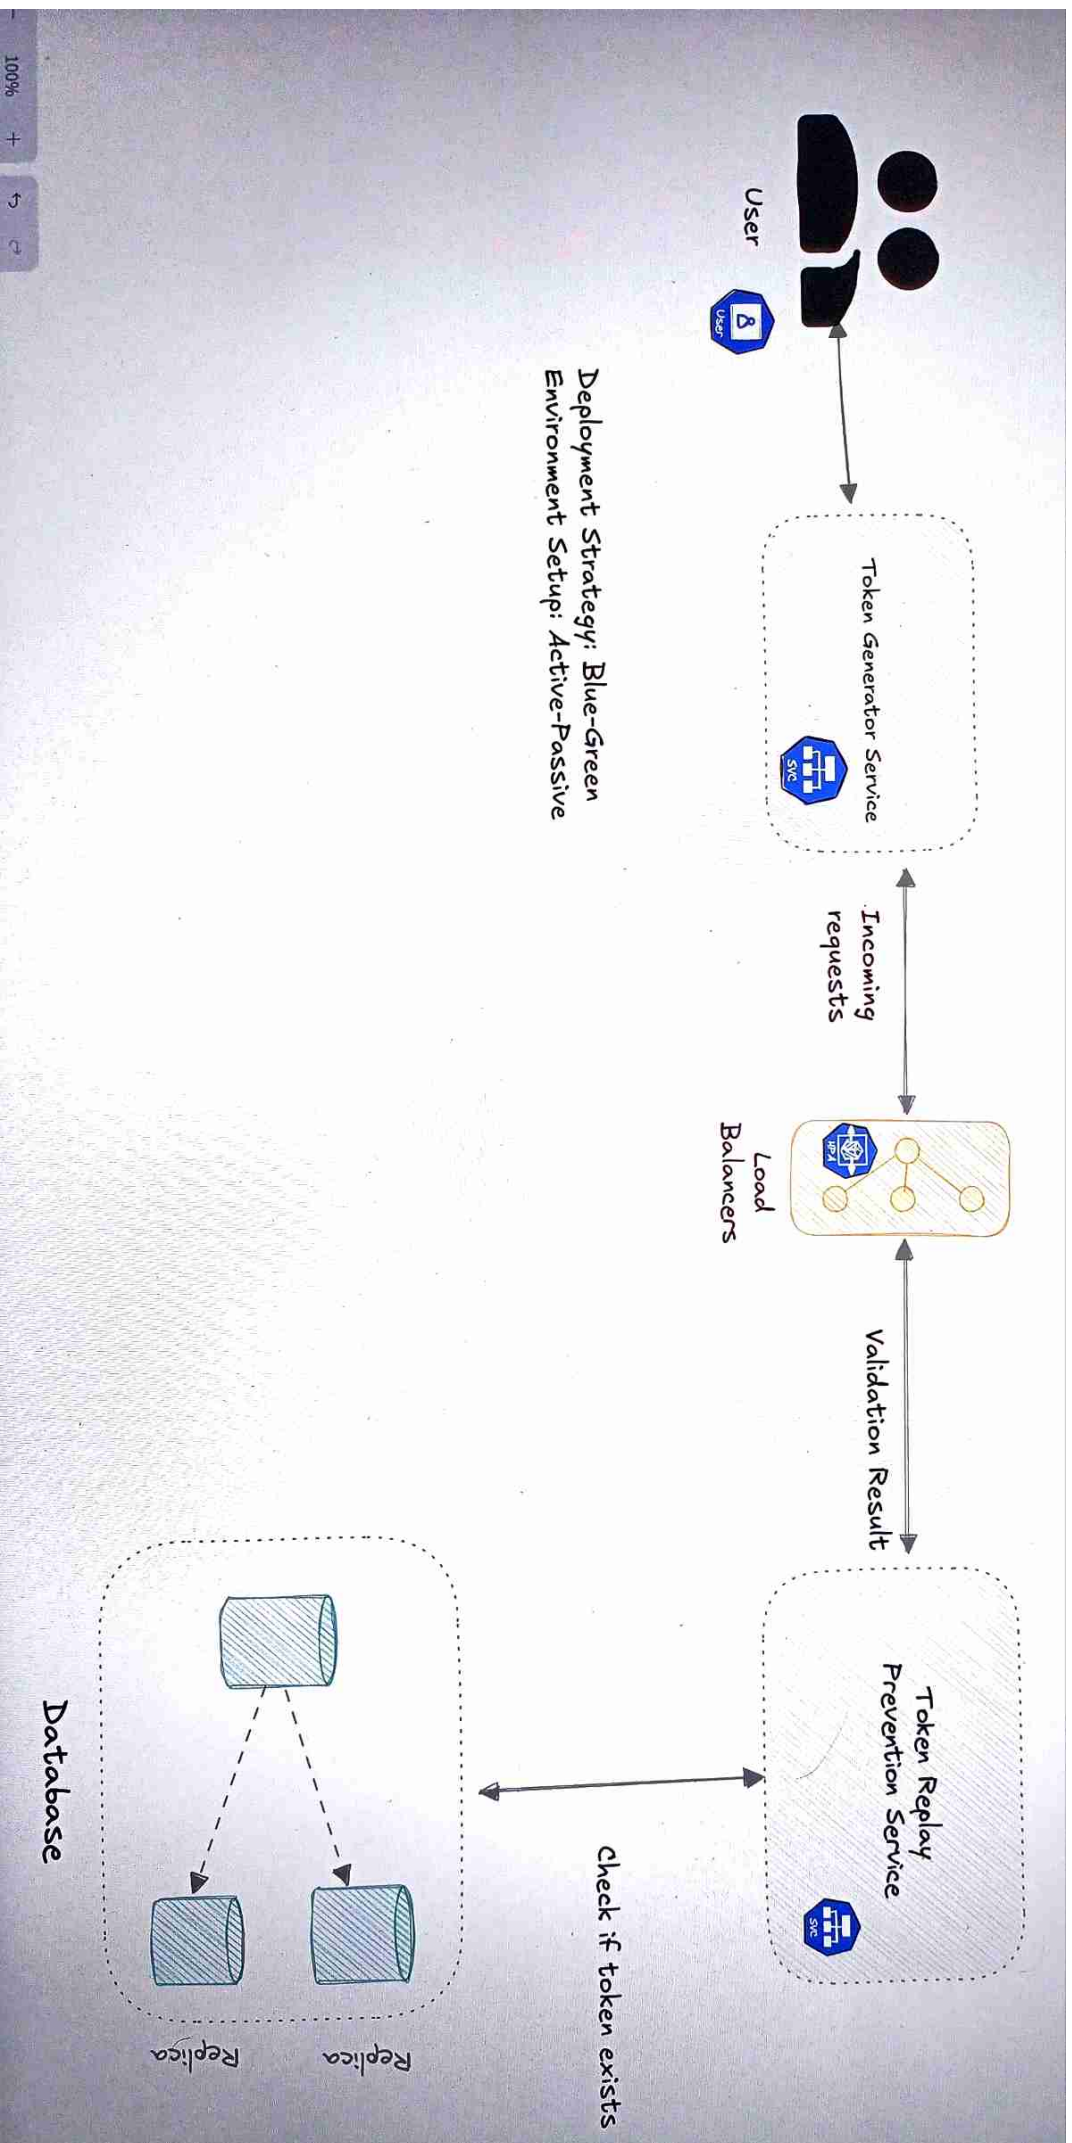 User
User
Token Generator Service
SVC
Incoming
requests
HPA
Load
Balancers
Validation Result
Token Replay
Prevention Service
SVC
Deployment Strategy: Blue-Green
Environment Setup: Active-Passive
Check if token exists
Replica
Replica
Database
100%